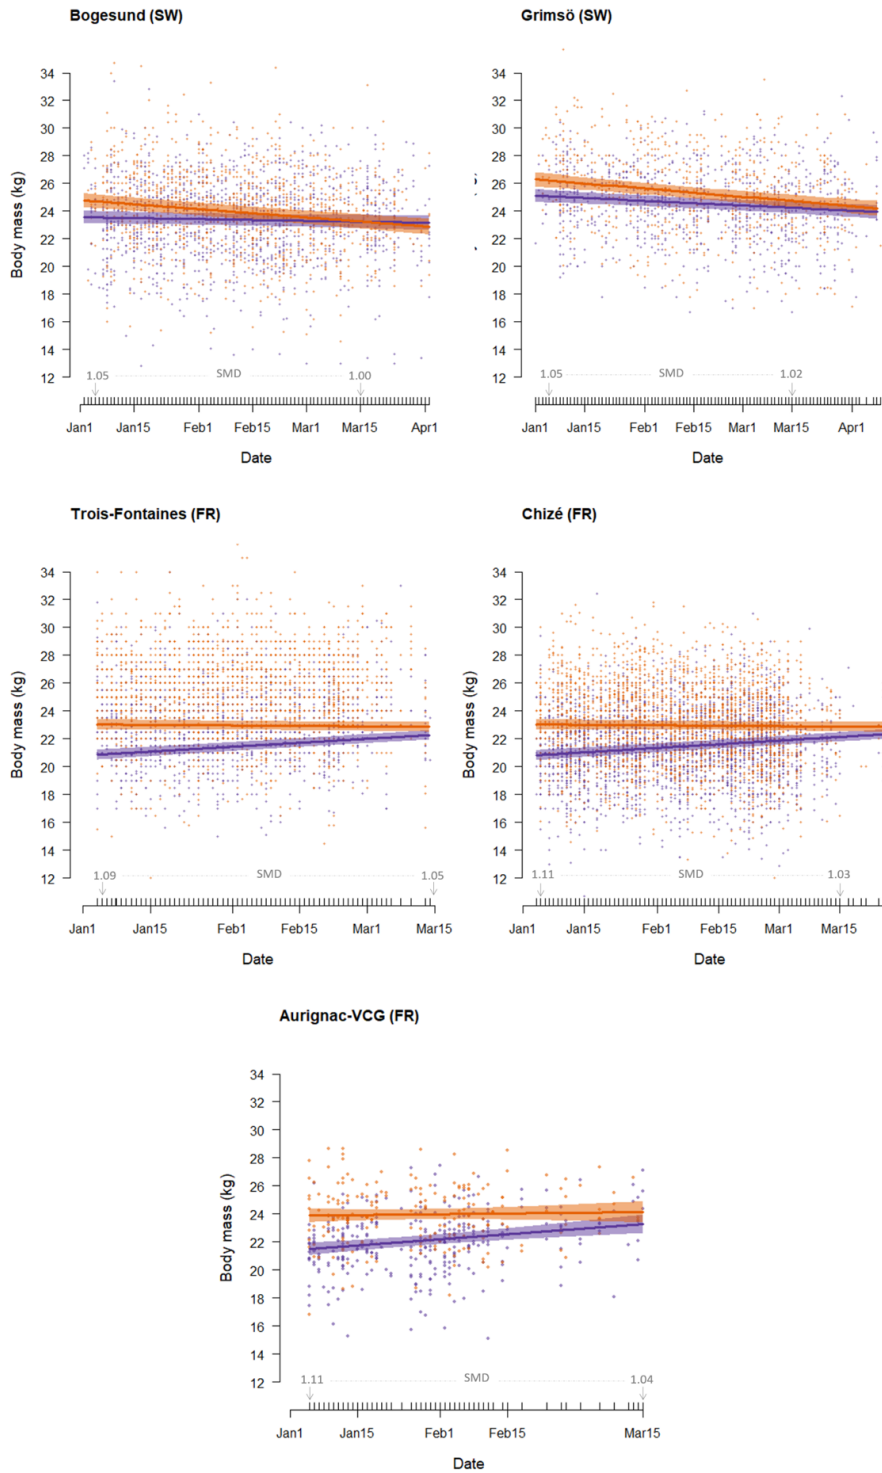 Bogesund (SW)
Grimsö (SW)
Body mass (kg)
34
32
30
28
26
24
22
20
18
16
14
12
1.05 SMD 1.00
Jan1 Jan15 Feb1 Feb15 Mar1 Mar15 Apr1
Date
34
32
30
28
26
24
22
20
18
16
14
12
1.05 SMD 1.02
Jan1 Jan15 Feb1 Feb15 Mar1 Mar15 Apr1
Date
Trois-Fontaines (FR)
Chizé (FR)
Body mass (kg)
34
32
30
28
26
24
22
20
18
16
14
12
1.09 SMD 1.05
Jan1 Jan15 Feb1 Feb15 Mar1 Mar15
Date
Body mass (kg)
34
32
30
28
26
24
22
20
18
16
14
12
1.11 SMD 1.03
Jan1 Jan15 Feb1 Feb15 Mar1 Mar15
Date
Aurignac-VCG (FR)
Body mass (kg)
34
32
30
28
26
24
22
20
18
16
14
12
1.11 SMD 1.04
Jan1 Jan15 Feb1 Feb15 Mar15
Date